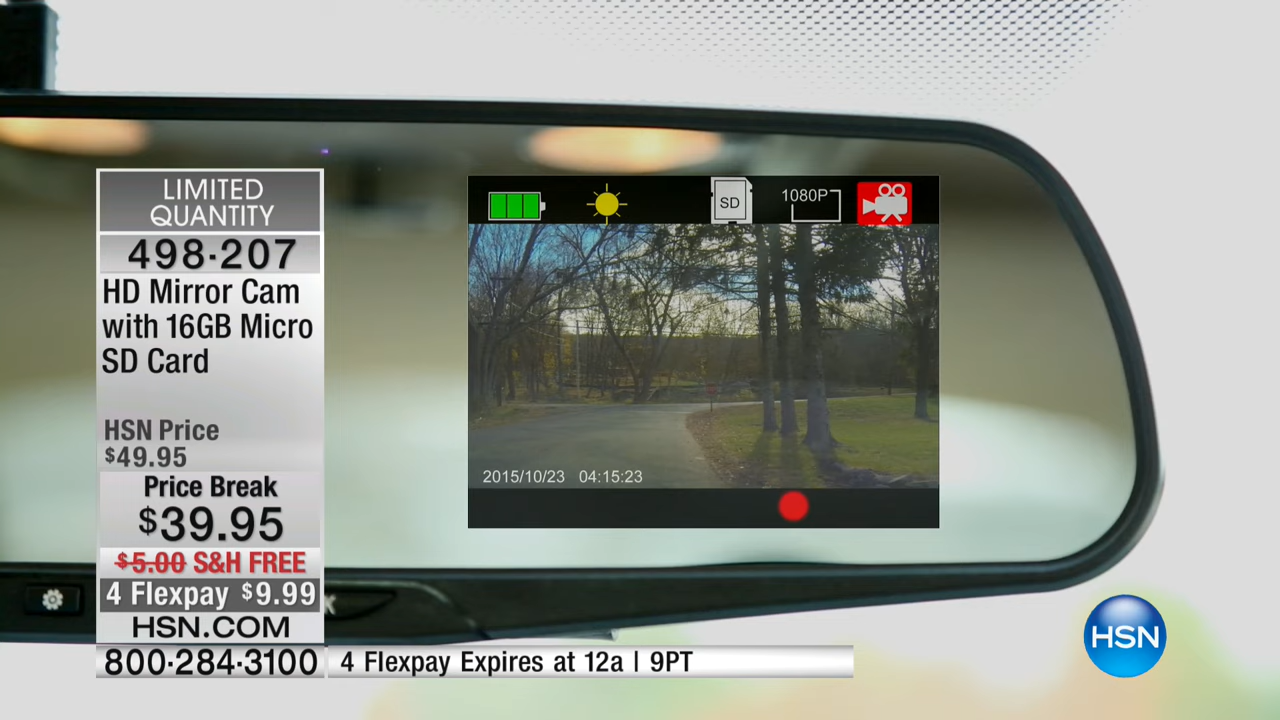 LIMITED
QUANTITY
498·207
HD Mirror Cam
with 16GB Micro
SD Card
HSN Price
$49.95
Price Break
$39.95
$5.00 S&H FREE
4 Flexpay $9.99
HSN.COM
800·284·3100
4 Flexpay Expires at 12a | 9PT
SD
1080P
2015/10/23 04:15:23
K
HSN